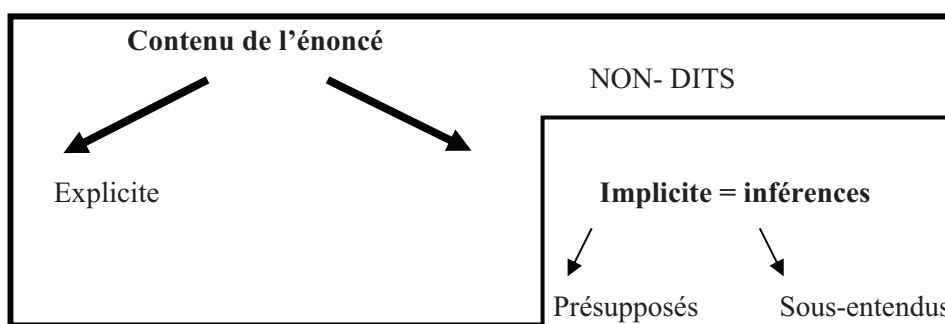 Contenu de l’énoncé
NON- DITS
Explicite
Implicite = inférences
Présupposés
Sous-entendus